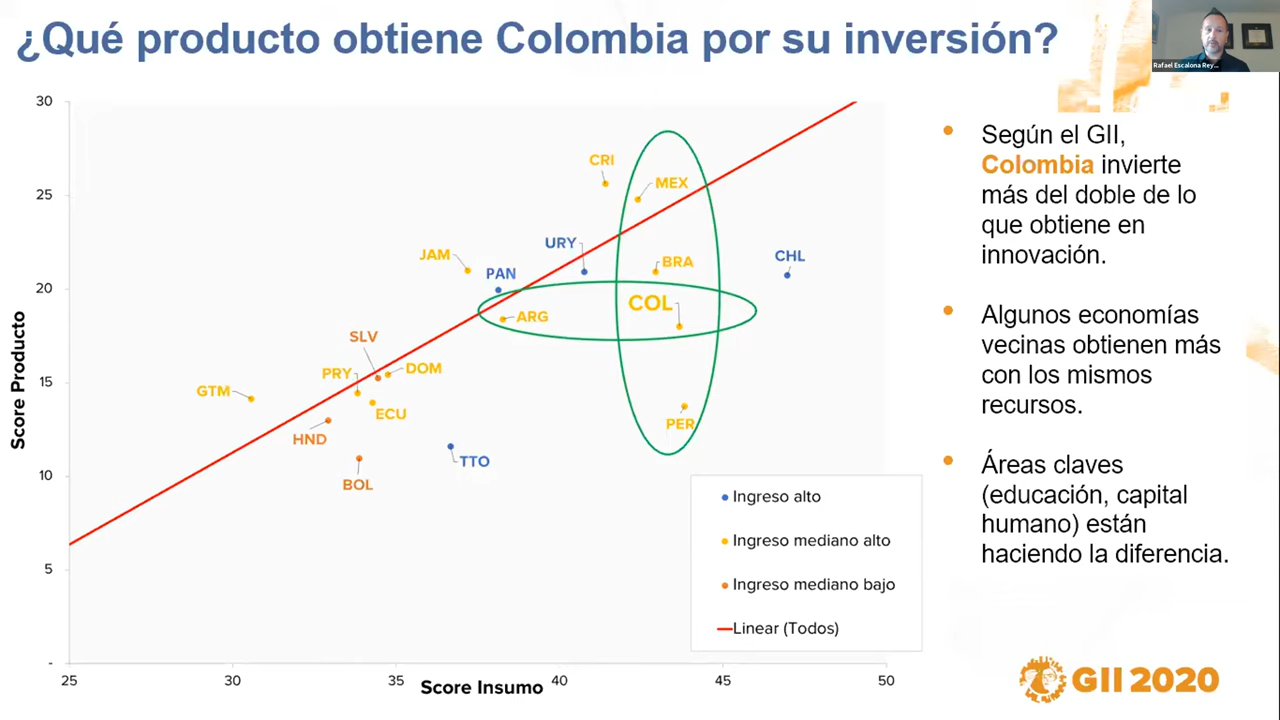 ¿Qué producto obtiene Colombia por su inversión?
Rafael Escalona Rey...
30
25
20
15
10
5
-
25
30
35
40
45
50
Score Producto
Score Insumo
CRI
MEX
URY
JAM
PAN
BRA
CHL
COL
ARG
SLV
PRY
DOM
GTM
ECU
HND
TTO
BOL
PER
Ingreso alto
Ingreso mediano alto
Ingreso mediano bajo
Linear (Todos)
• Según el GII,
Colombia invierte
más del doble de lo
que obtiene en
innovación.
• Algunos economías
vecinas obtienen más
con los mismos
recursos.
• Áreas claves
(educación, capital
humano) están
haciendo la diferencia.
GII 2020